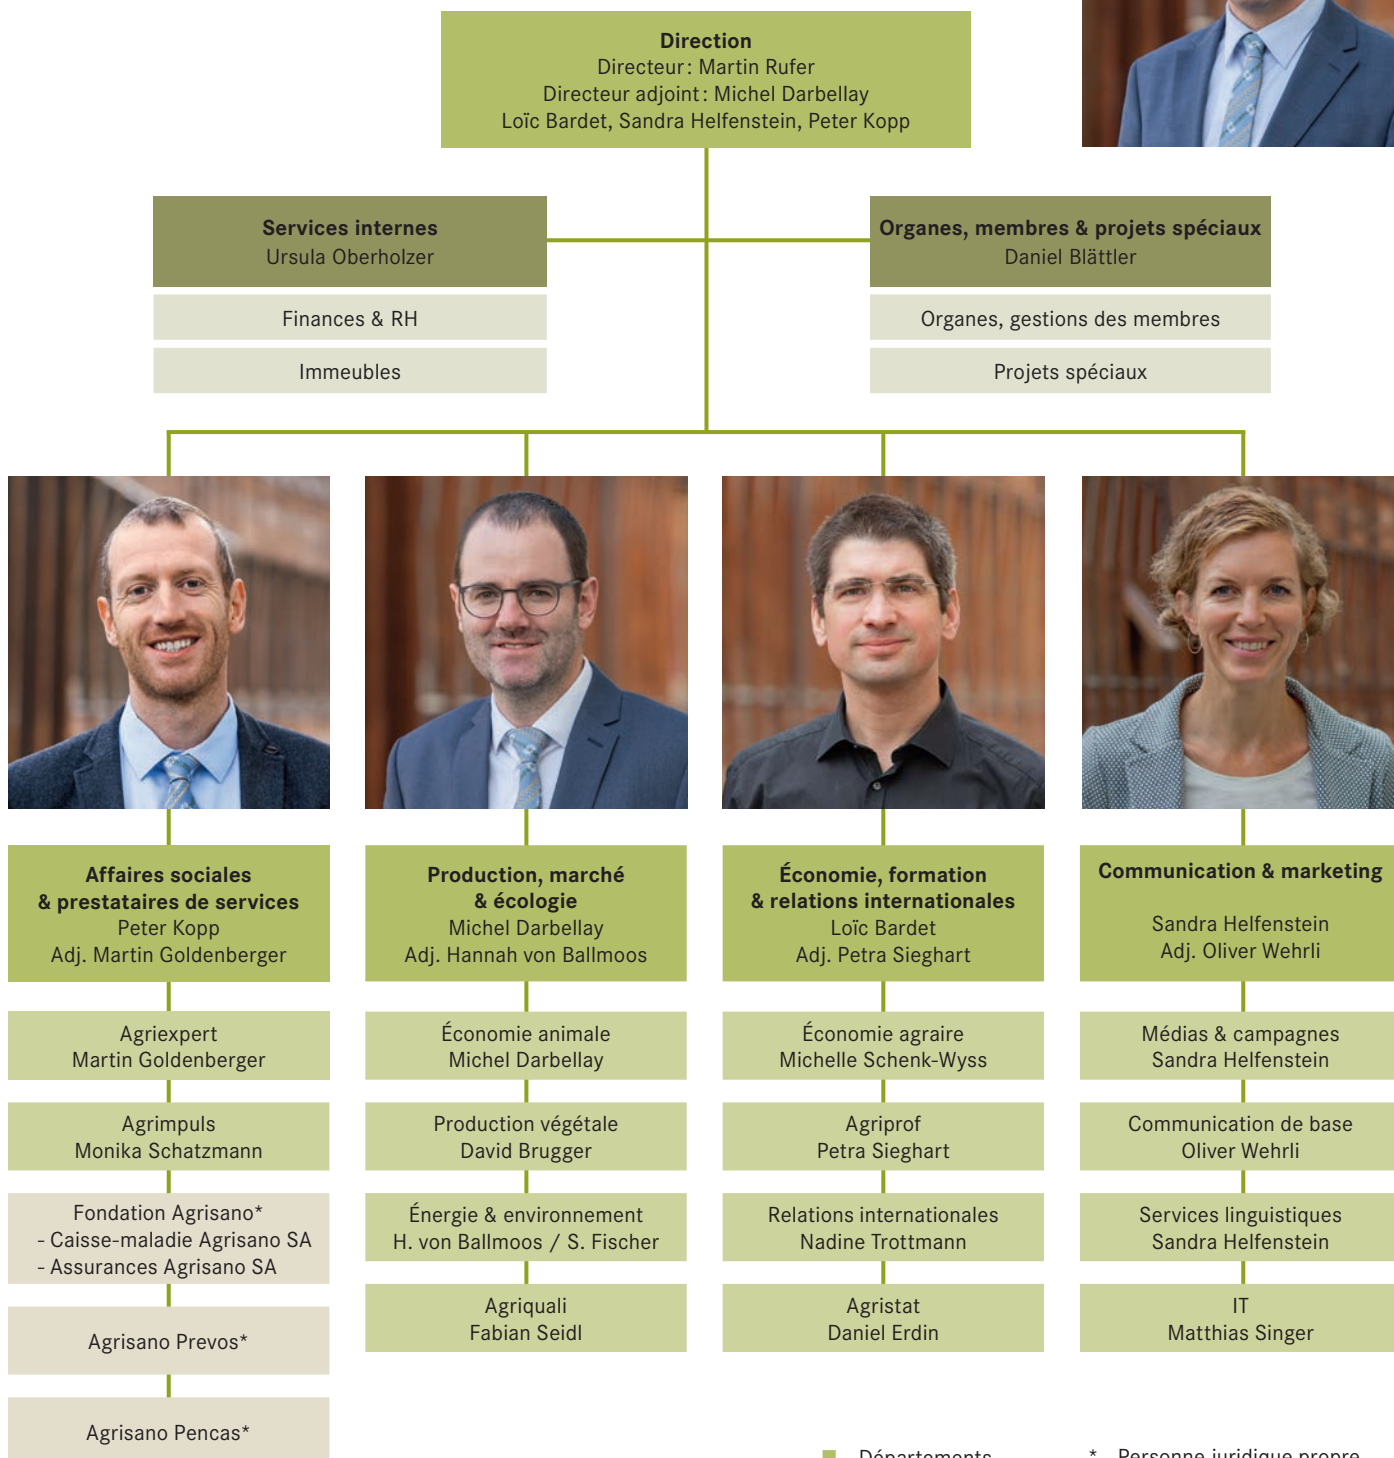 Direction
Directeur : Martin Rufer
Directeur adjoint : Michel Darbellay
Loïc Bardet, Sandra Helfenstein, Peter Kopp
Services internes
Ursula Oberholzer
Finances & RH
Immeubles
Organes, membres & projets spéciaux
Daniel Blättler
Organes, gestions des membres
Projets spéciaux
Affaires sociales
& prestataires de services
Peter Kopp
Adj. Martin Goldenberger
Agriexpert
Martin Goldenberger
Agrimpuls
Monika Schatzmann
Fondation Agrisano*
- Caisse-maladie Agrisano SA
- Assurances Agrisano SA
Agrisano Prevos*
Agrisano Pencas*
Production, marché
& écologie
Michel Darbellay
Adj. Hannah von Ballmoos
Économie animale
Michel Darbellay
Production végétale
David Brugger
Énergie & environnement
H. von Ballmoos / S. Fischer
Agriquali
Fabian Seidl
Économie, formation
& relations internationales
Loïc Bardet
Adj. Petra Sieghart
Économie agraire
Michelle Schenk-Wyss
Agriprof
Petra Sieghart
Relations internationales
Nadine Trottmann
Agristat
Daniel Erdin
Communication & marketing
Sandra Helfenstein
Adj. Oliver Wehrli
Médias & campagnes
Sandra Helfenstein
Communication de base
Oliver Wehrli
Services linguistiques
Sandra Helfenstein
IT
Matthias Singer
Départements
* Personne juridique propre